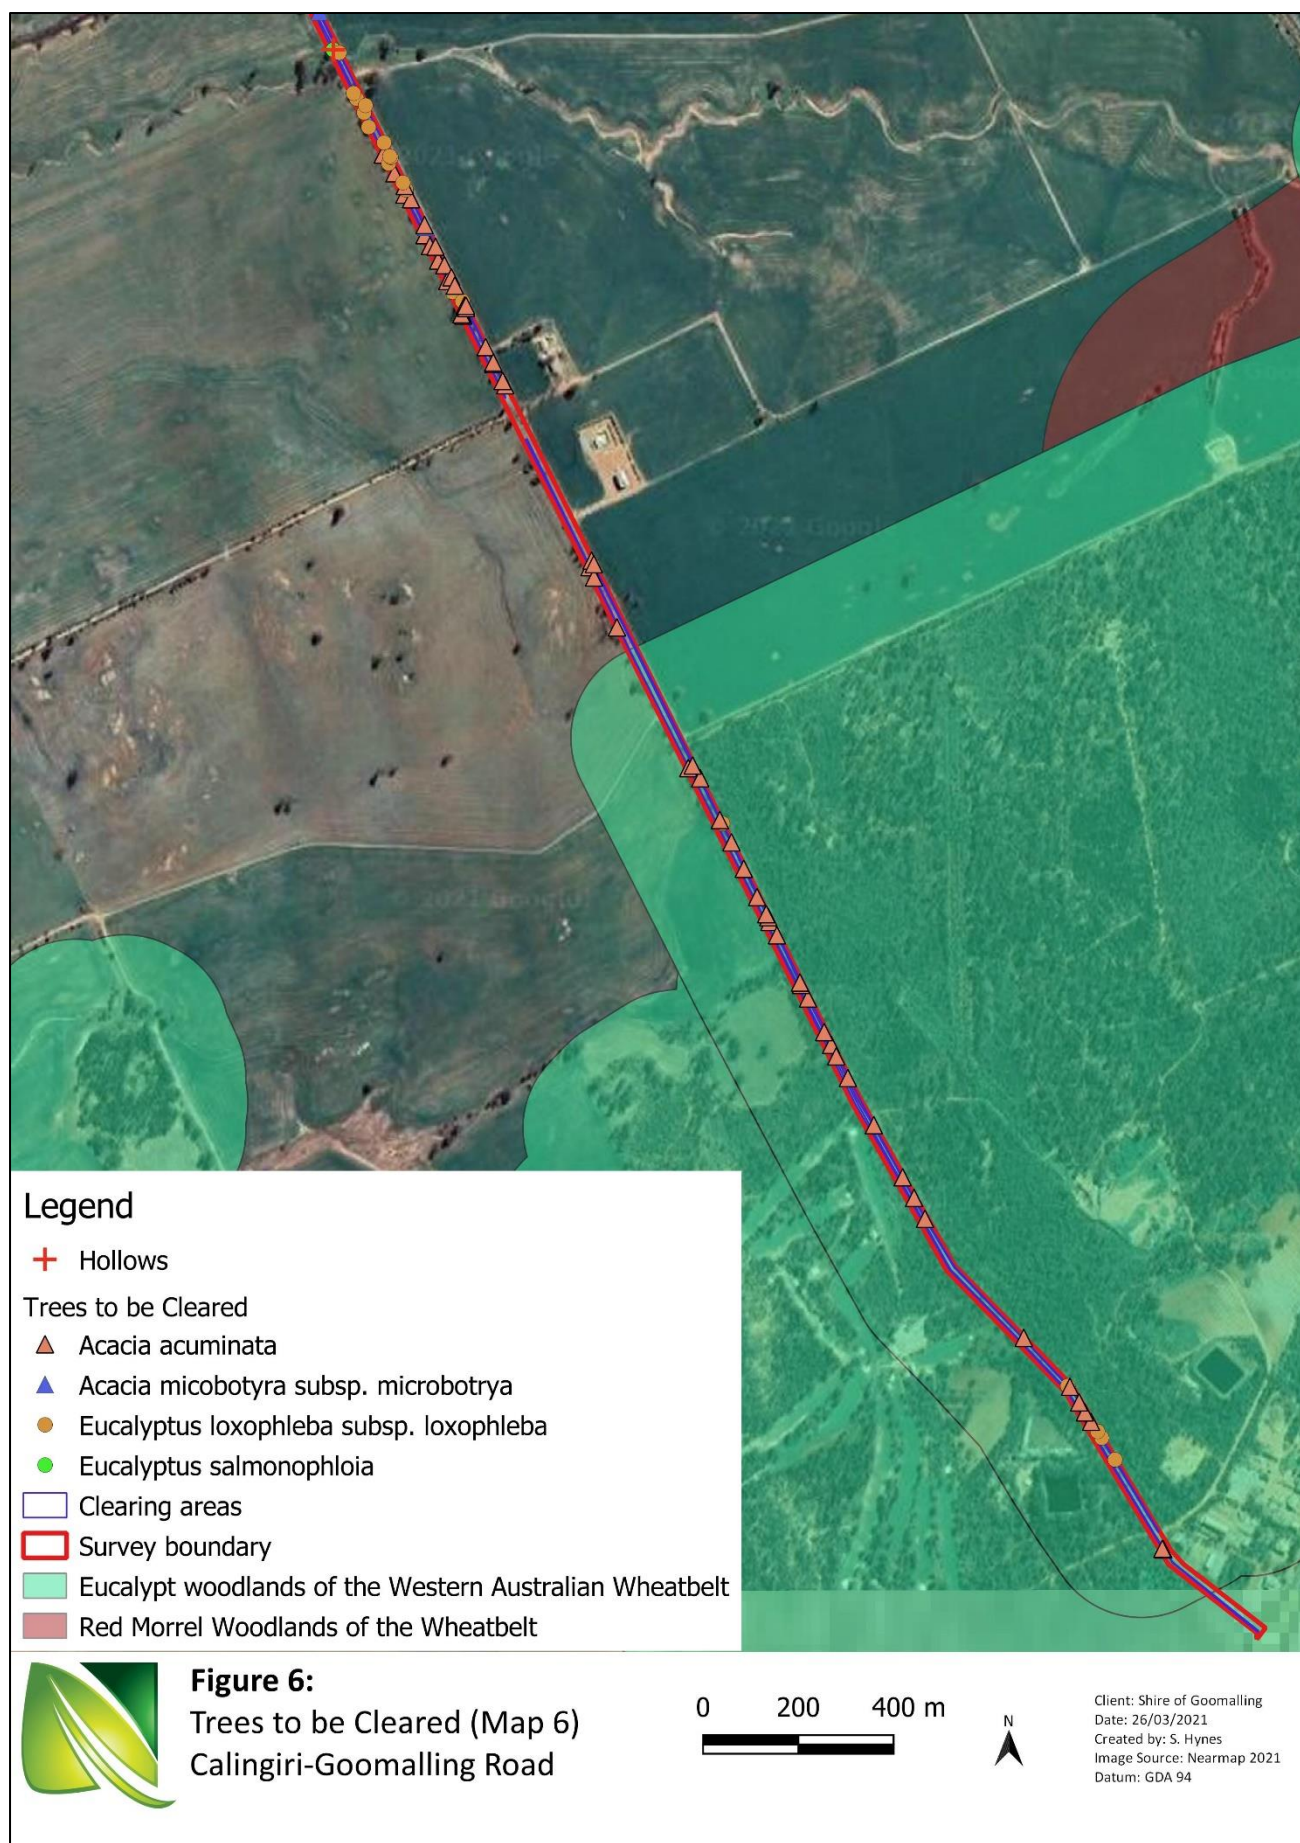 Legend
Hollows
Trees to be Cleared
Acacia acuminata
Acacia micobotyra subsp. microbotrya
Eucalyptus loxophleba subsp. loxophleba
Eucalyptus salmonophloia
Clearing areas
Survey boundary
Eucalypt woodlands of the Western Australian Wheatbelt
Red Morrel Woodlands of the Wheatbelt
Figure 6:
Trees to be Cleared (Map 6)
Calingiri-Goomalling Road
0 200 400 m
N
Client: Shire of Goomalling
Date: 26/03/2021
Created by: S. Hynes
Image Source: Nearmap 2021
Datum: GDA 94